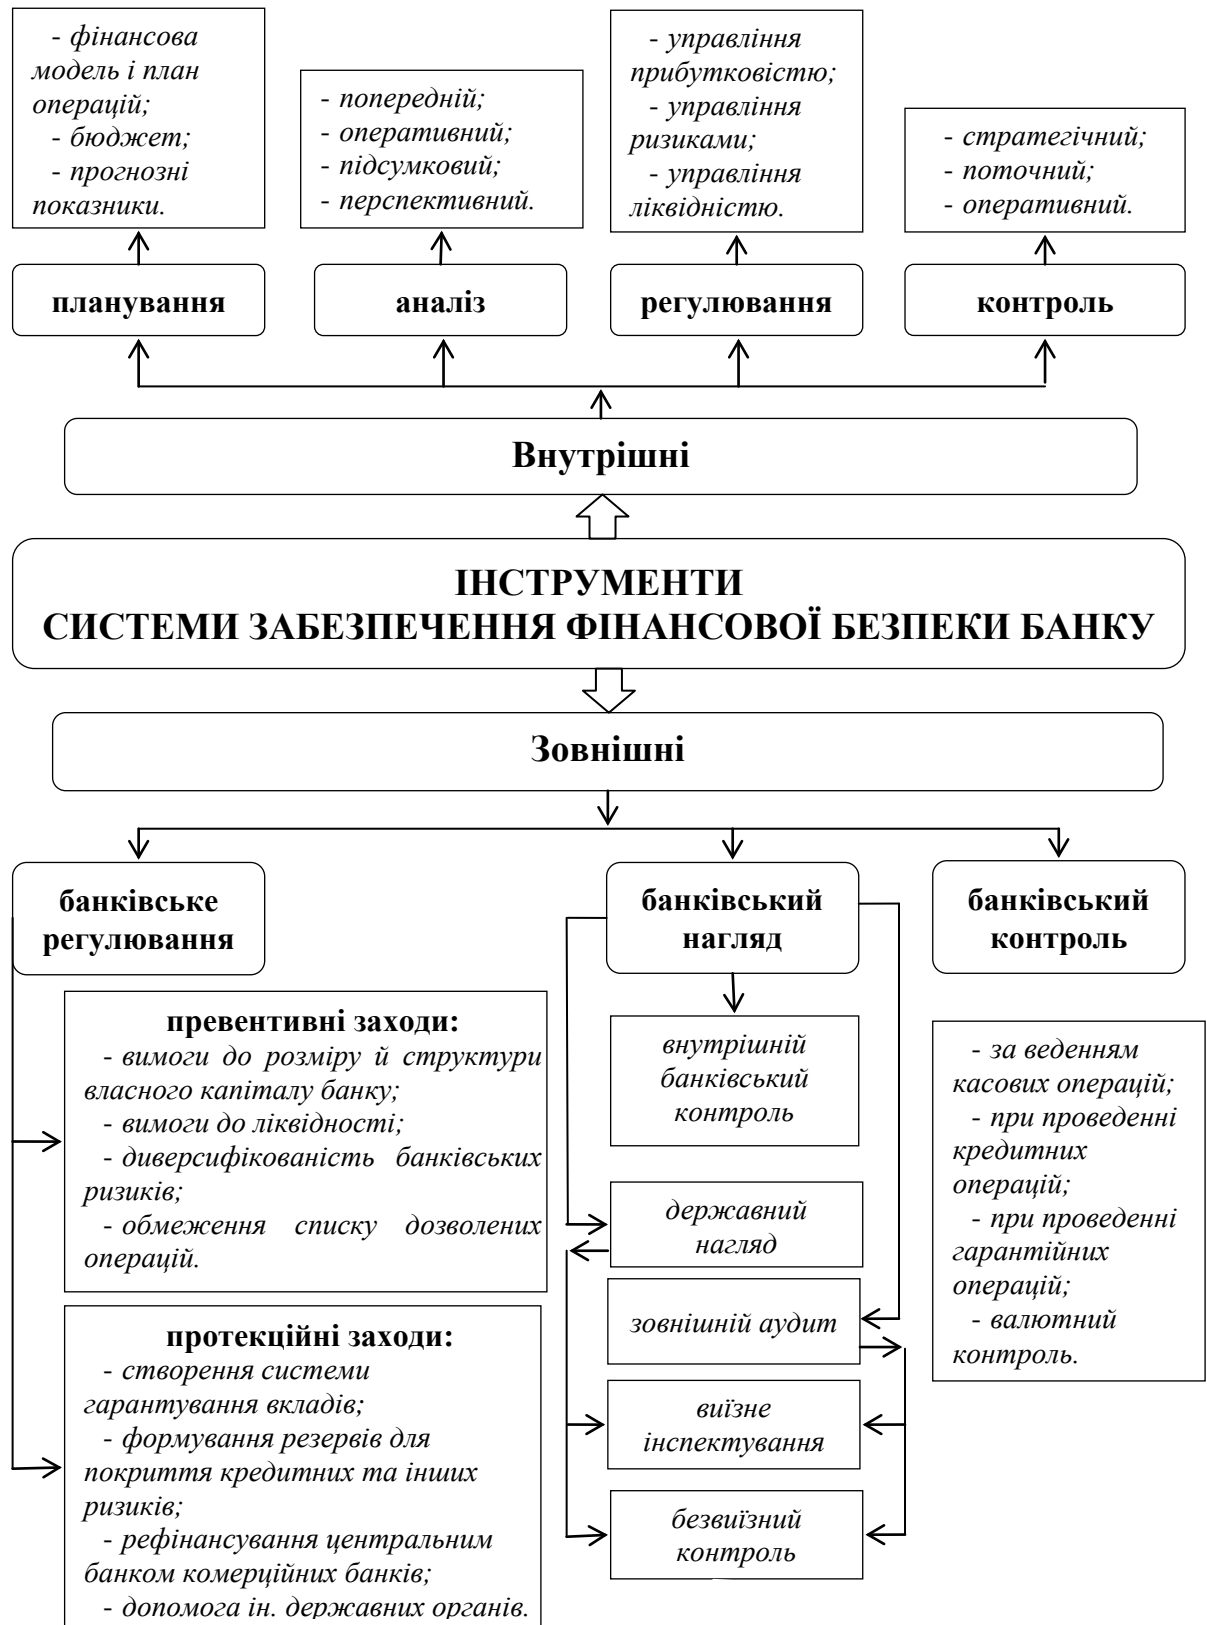 - фінансова
модель і план
операцій;
- бюджет;
- прогнозні
показники.
- попередній;
- оперативний;
- підсумковий;
- перспективний.
- управління
прибутковістю;
- управління
ризиками;
- управління
ліквідністю.
- стратегічний;
- поточний;
- оперативний.
планування
аналіз
регулювання
контроль
Внутрішні
ІНСТРУМЕНТИ
СИСТЕМИ ЗАБЕЗПЕЧЕННЯ ФІНАНСОВОЇ БЕЗПЕКИ БАНКУ
Зовнішні
банківське
регулювання
банківський
нагляд
банківський
контроль
превентивні заходи:
- вимоги до розміру й структури
власного капіталу банку;
- вимоги до ліквідності;
- диверсифікованість банківських
ризиків;
- обмеження списку дозволених
операцій.
протекційні заходи:
- створення системи
гарантування вкладів;
- формування резервів для
покриття кредитних та інших
ризиків;
- рефінансування центральним
банком комерційних банків;
- допомога ін. державних органів.
внутрішній
банківський
контроль
державний
нагляд
зовнішній аудит
виїзне
інспектування
безвиїзний
контроль
- за веденням
касових операцій;
- при проведенні
кредитних
операцій;
- при проведенні
гарантійних
операцій;
- валютний
контроль.